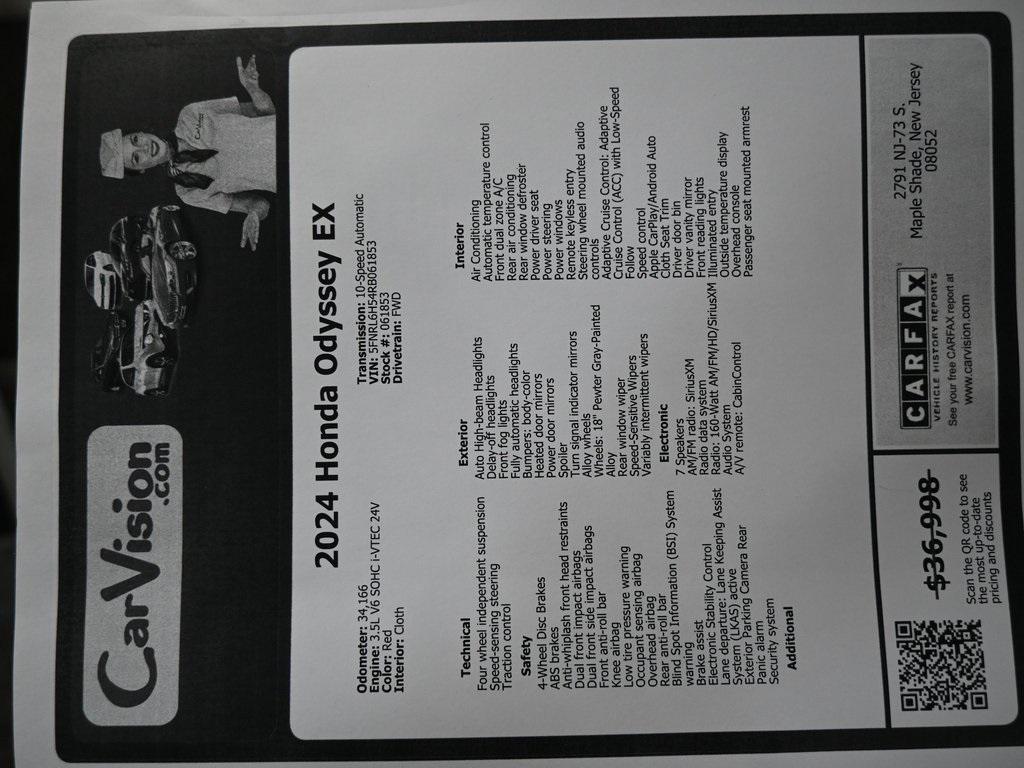 CarVision
.com
2024 Honda Odyssey EX
Odometer: 34,166
Engine: 3.5L V6 SOHC i-VTEC 24V
Color: Red
Interior: Cloth
Transmission: 10-Speed Automatic
VIN: 5FNRL6H54RB061853
Stock #: 061853
Drivetrain: FWD
Technical
Four wheel independent suspension
Speed-sensing steering
Traction control
Safety
4-Wheel Disc Brakes
ABS brakes
Anti-whiplash front head restraints
Dual front impact airbags
Dual front side impact airbags
Front anti-roll bar
Knee airbag
Low tire pressure warning
Occupant sensing airbag
Overhead airbag
Rear anti-roll bar
Blind Spot Information (BSI) System
warning
Brake assist
Electronic Stability Control
Lane departure: Lane Keeping Assist
System (LKAS) active
Exterior Parking Camera Rear
Panic alarm
Security system
Additional
Exterior
Auto High-beam Headlights
Delay-off headlights
Front fog lights
Fully automatic headlights
Bumpers: body-color
Heated door mirrors
Power door mirrors
Spoiler
Turn signal indicator mirrors
Alloy wheels
Wheels: 18" Pewter Gray-Painted
Alloy
Rear window wiper
Speed-Sensitive Wipers
Variably intermittent wipers
Electronic
7 Speakers
AM/FM radio: SiriusXM
Radio data system
Radio: 160-Watt AM/FM/HD/SiriusXM
Audio System
A/V remote: CabinControl
Interior
Air Conditioning
Automatic temperature control
Front dual zone A/C
Rear air conditioning
Rear window defroster
Power driver seat
Power steering
Power windows
Remote keyless entry
Steering wheel mounted audio
controls
Adaptive Cruise Control: Adaptive
Cruise Control (ACC) with Low-Speed
Follow
Speed control
Apple CarPlay/Android Auto
Cloth Seat Trim
Driver door bin
Driver vanity mirror
Front reading lights
Illuminated entry
Outside temperature display
Overhead console
Passenger seat mounted armrest
$36,998
Scan the QR code to see
the most up-to-date
pricing and discounts
CARFAX
VEHICLE HISTORY REPORTS
See your free CARFAX report at
www.carvision.com
2791 NJ-73 S.
Maple Shade, New Jersey
08052